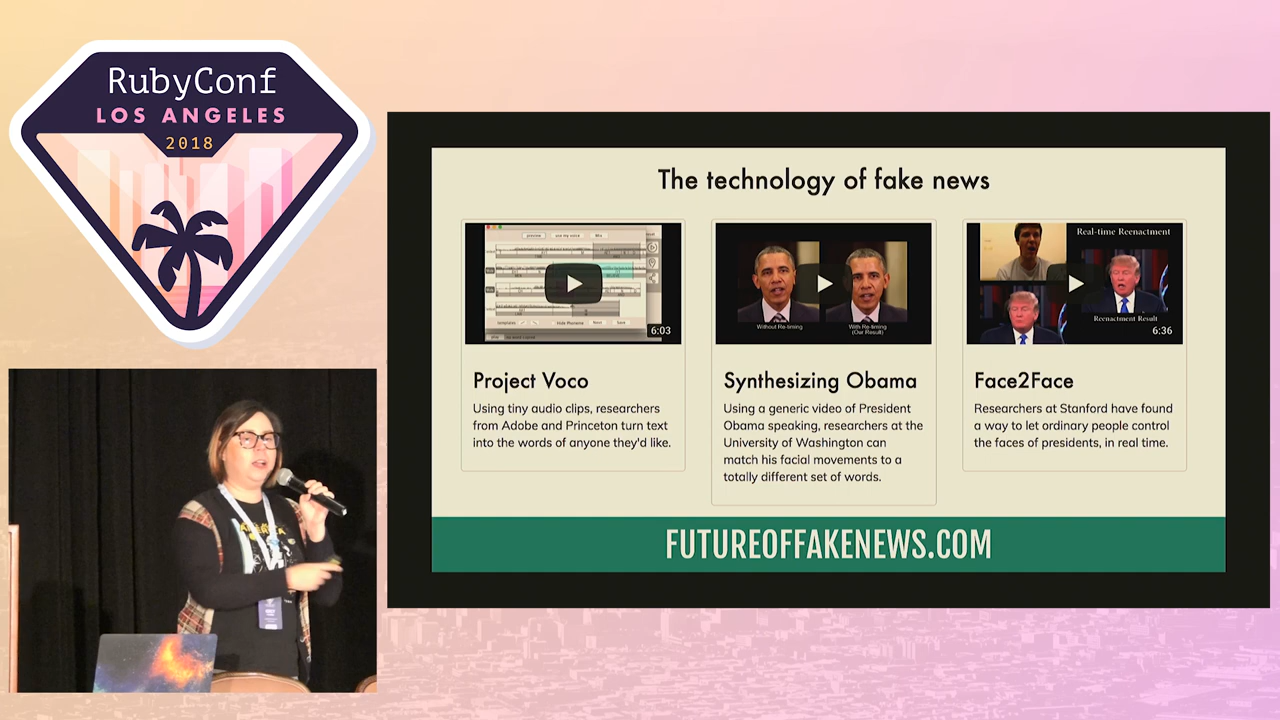 RubyConf
LOS ANGELES
2018
The technology of fake news
6:03
Without Re-timing
With Re-timing
(Our Result)
Real-time Reenactment
Reenactment Result
6:36
Project Voco
Using tiny audio clips, researchers
from Adobe and Princeton turn text
into the words of anyone they'd like.
Synthesizing Obama
Using a generic video of President
Obama speaking, researchers at the
University of Washington can
match his facial movements to a
totally different set of words.
Face2Face
Researchers at Stanford have found
a way to let ordinary people control
the faces of presidents, in real time.
FUTUREOFFAKENEWS.COM